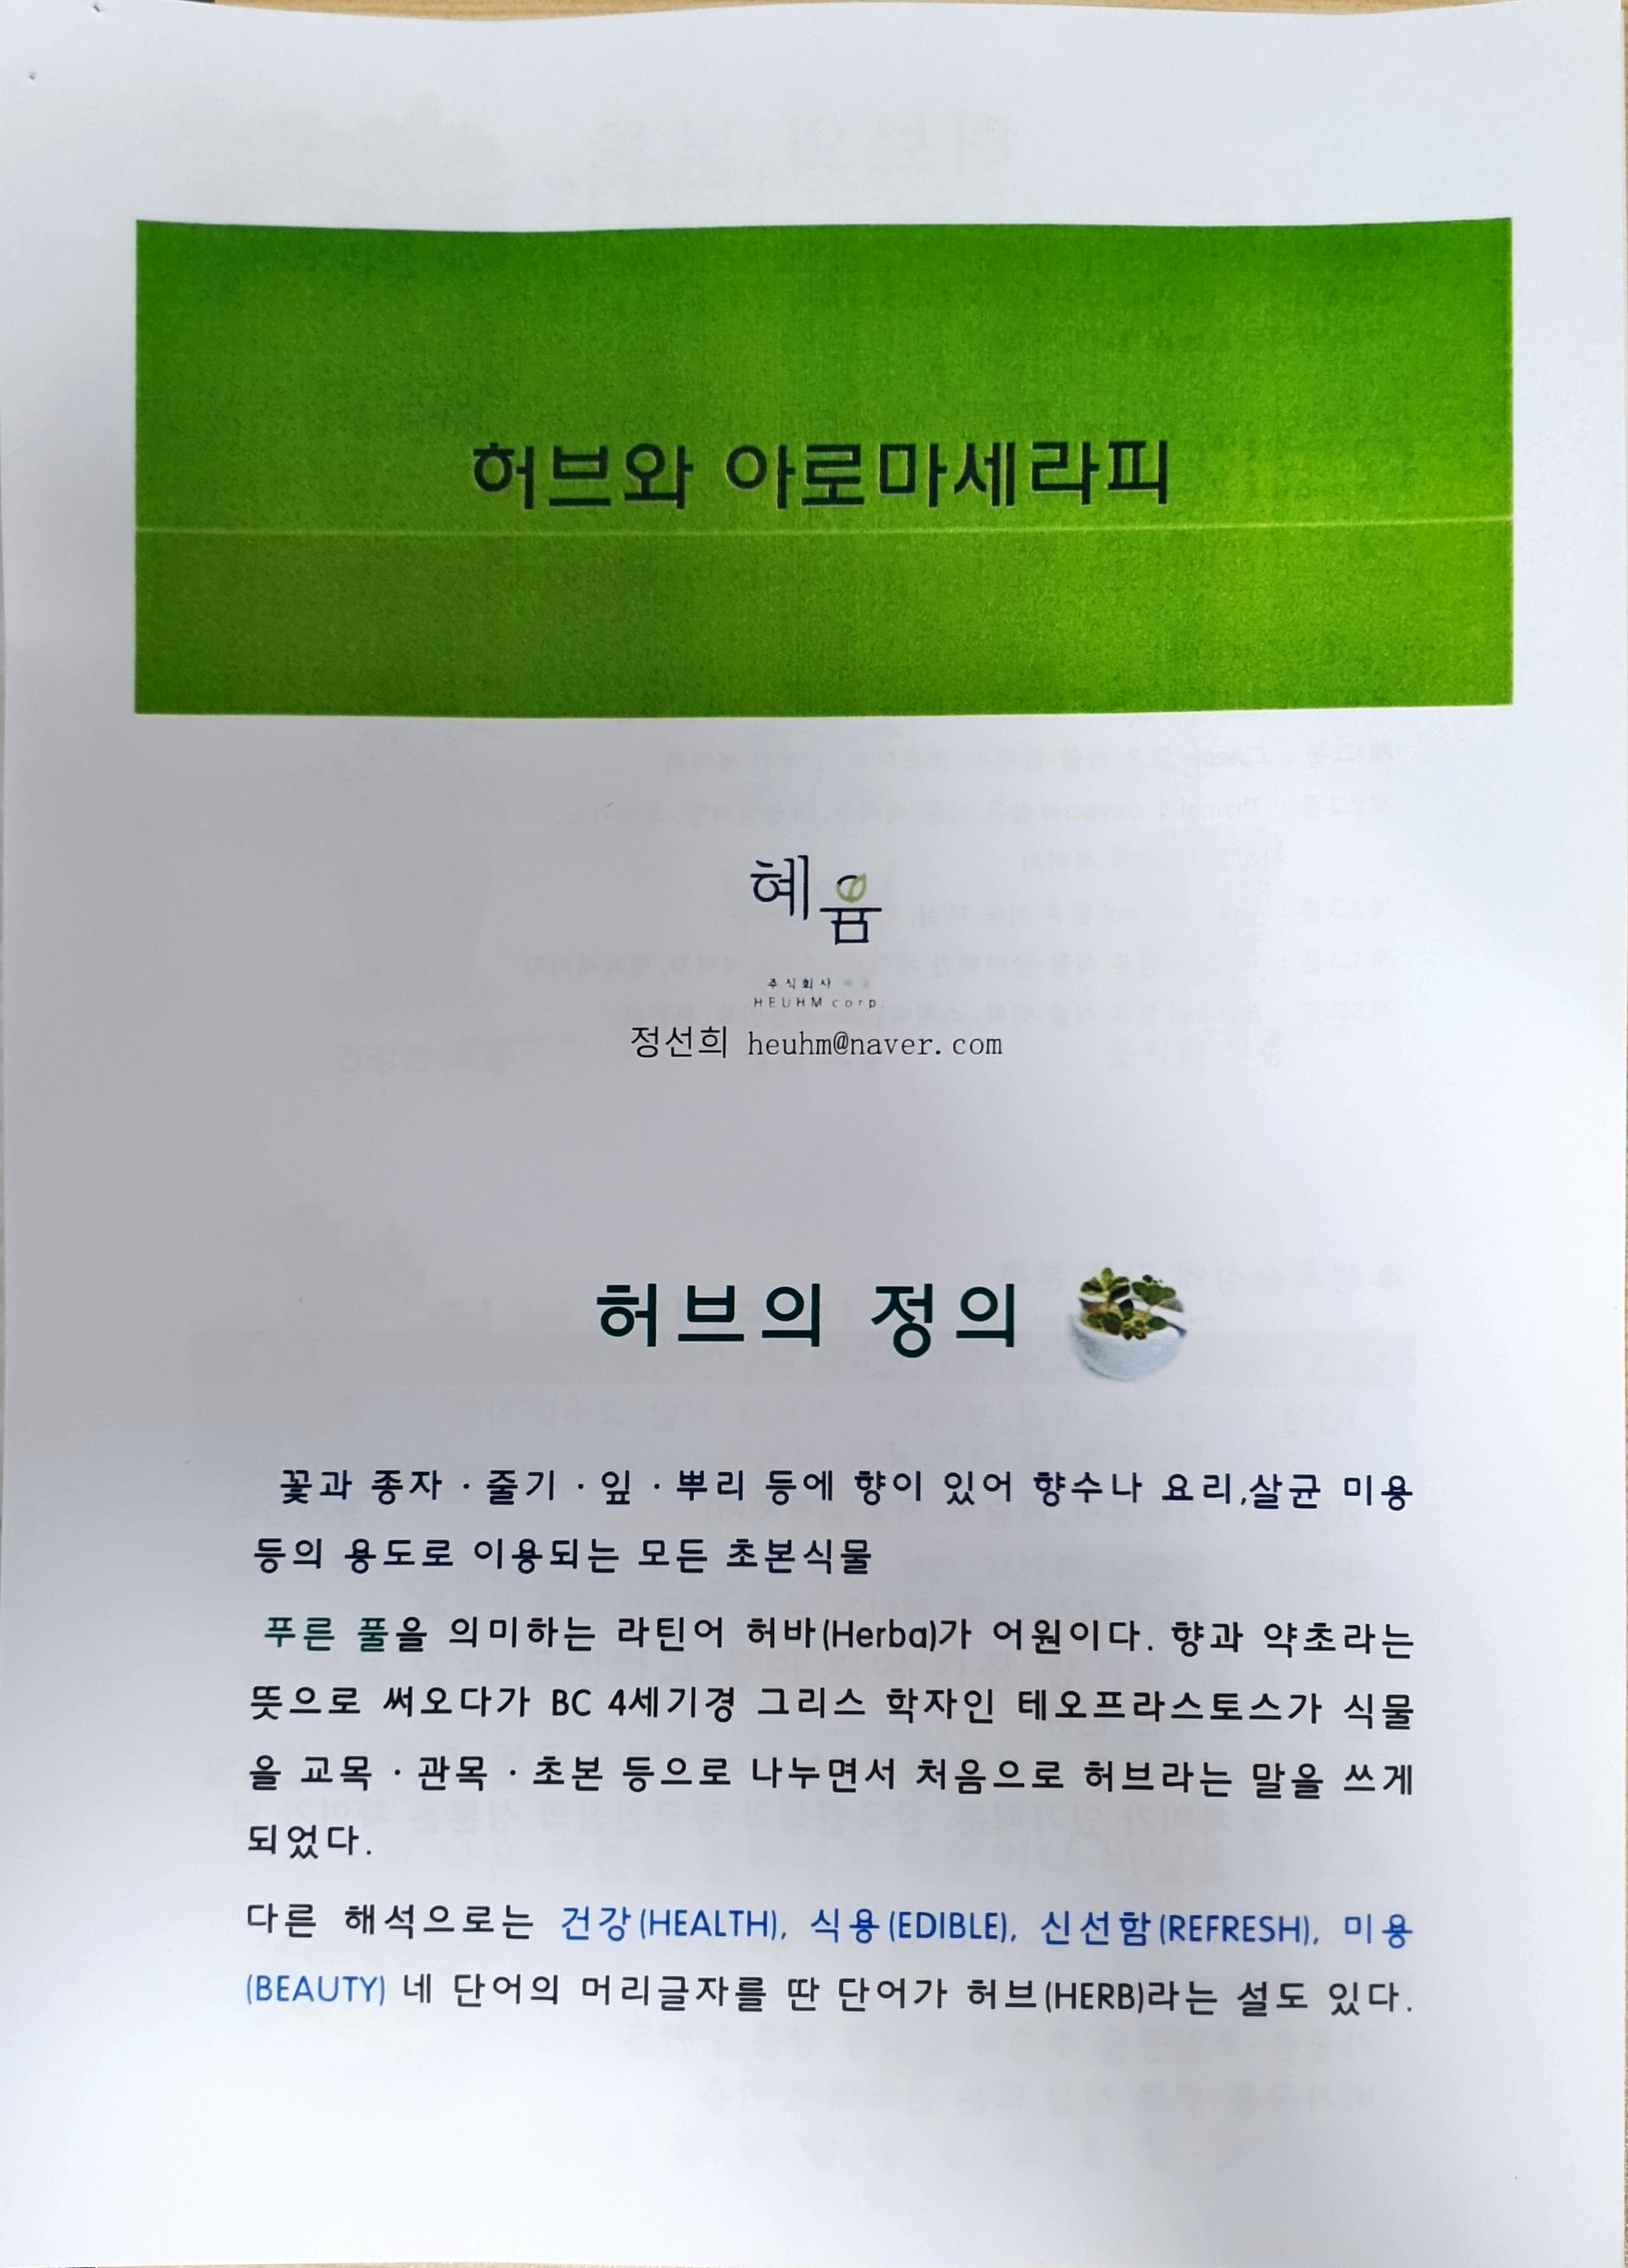 허브와 아로마세라피
혜윰
주식회사
HEUHM corp.
정선희 heuhm@naver.com
허브의 정의
꽃과 종자 · 줄기 · 잎 · 뿌리 등에 향이 있어 향수나 요리,살균 미용
등의 용도로 이용되는 모든 초본식물
푸른 풀을 의미하는 라틴어 허바(Herba)가 어원이다. 향과 약초라는
뜻으로 써오다가 BC 4세기경 그리스 학자인 테오프라스토스가 식물
을 교목 · 관목 · 초본 등으로 나누면서 처음으로 허브라는 말을 쓰게
되었다.
다른 해석으로는 건강(HEALTH), 식용(EDIBLE), 신선함(REFRESH), 미용
(BEAUTY) 네 단어의 머리글자를 딴 단어가 허브(HERB)라는 설도 있다.